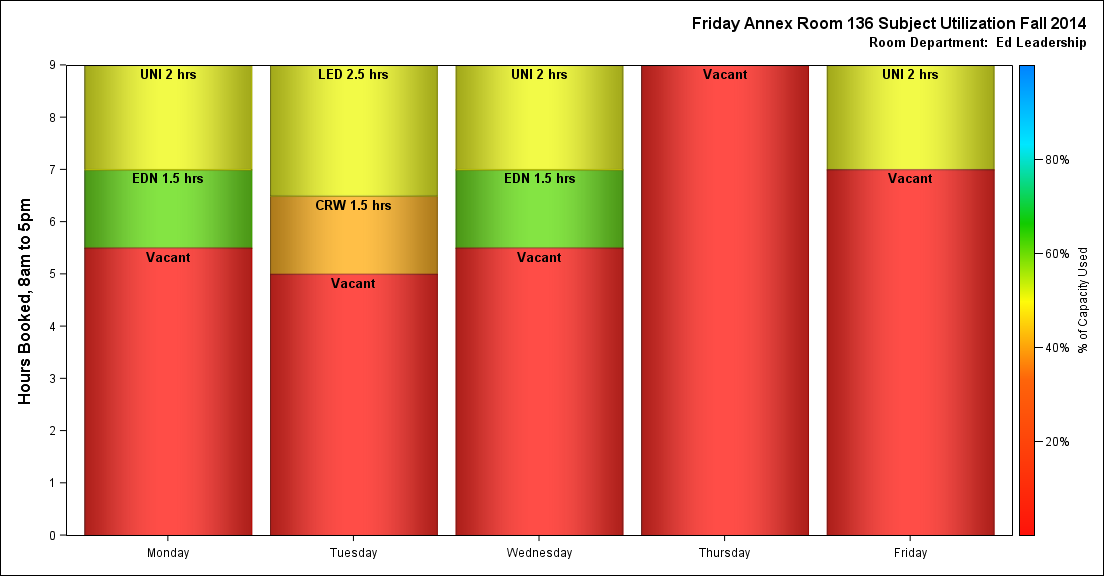 Friday Annex Room 136 Subject Utilization Fall 2014
Room Department: Ed Leadership
Hours Booked, 8am to 5pm
9
8
7
6
5
4
3
2
1
0
UNI 2 hrs
EDN 1.5 hrs
Vacant
LED 2.5 hrs
CRW 1.5 hrs
Vacant
UNI 2 hrs
EDN 1.5 hrs
Vacant
Vacant
UNI 2 hrs
Vacant
Monday
Tuesday
Wednesday
Thursday
Friday
80%
60%
40%
20%
% of Capacity Used